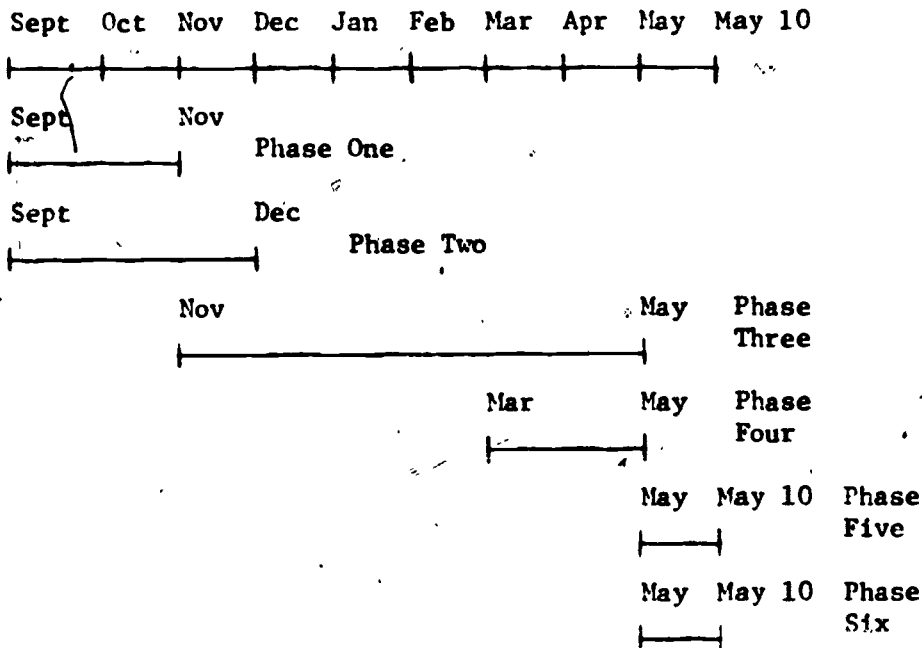 Sept Oct Nov Dec Jan Feb Mar Apr May May 10
Sept Nov
Phase One
Sept Dec
Phase Two
Nov May Phase
Three
Mar May Phase
Four
May May 10 Phase
Five
May May 10 Phase
Six